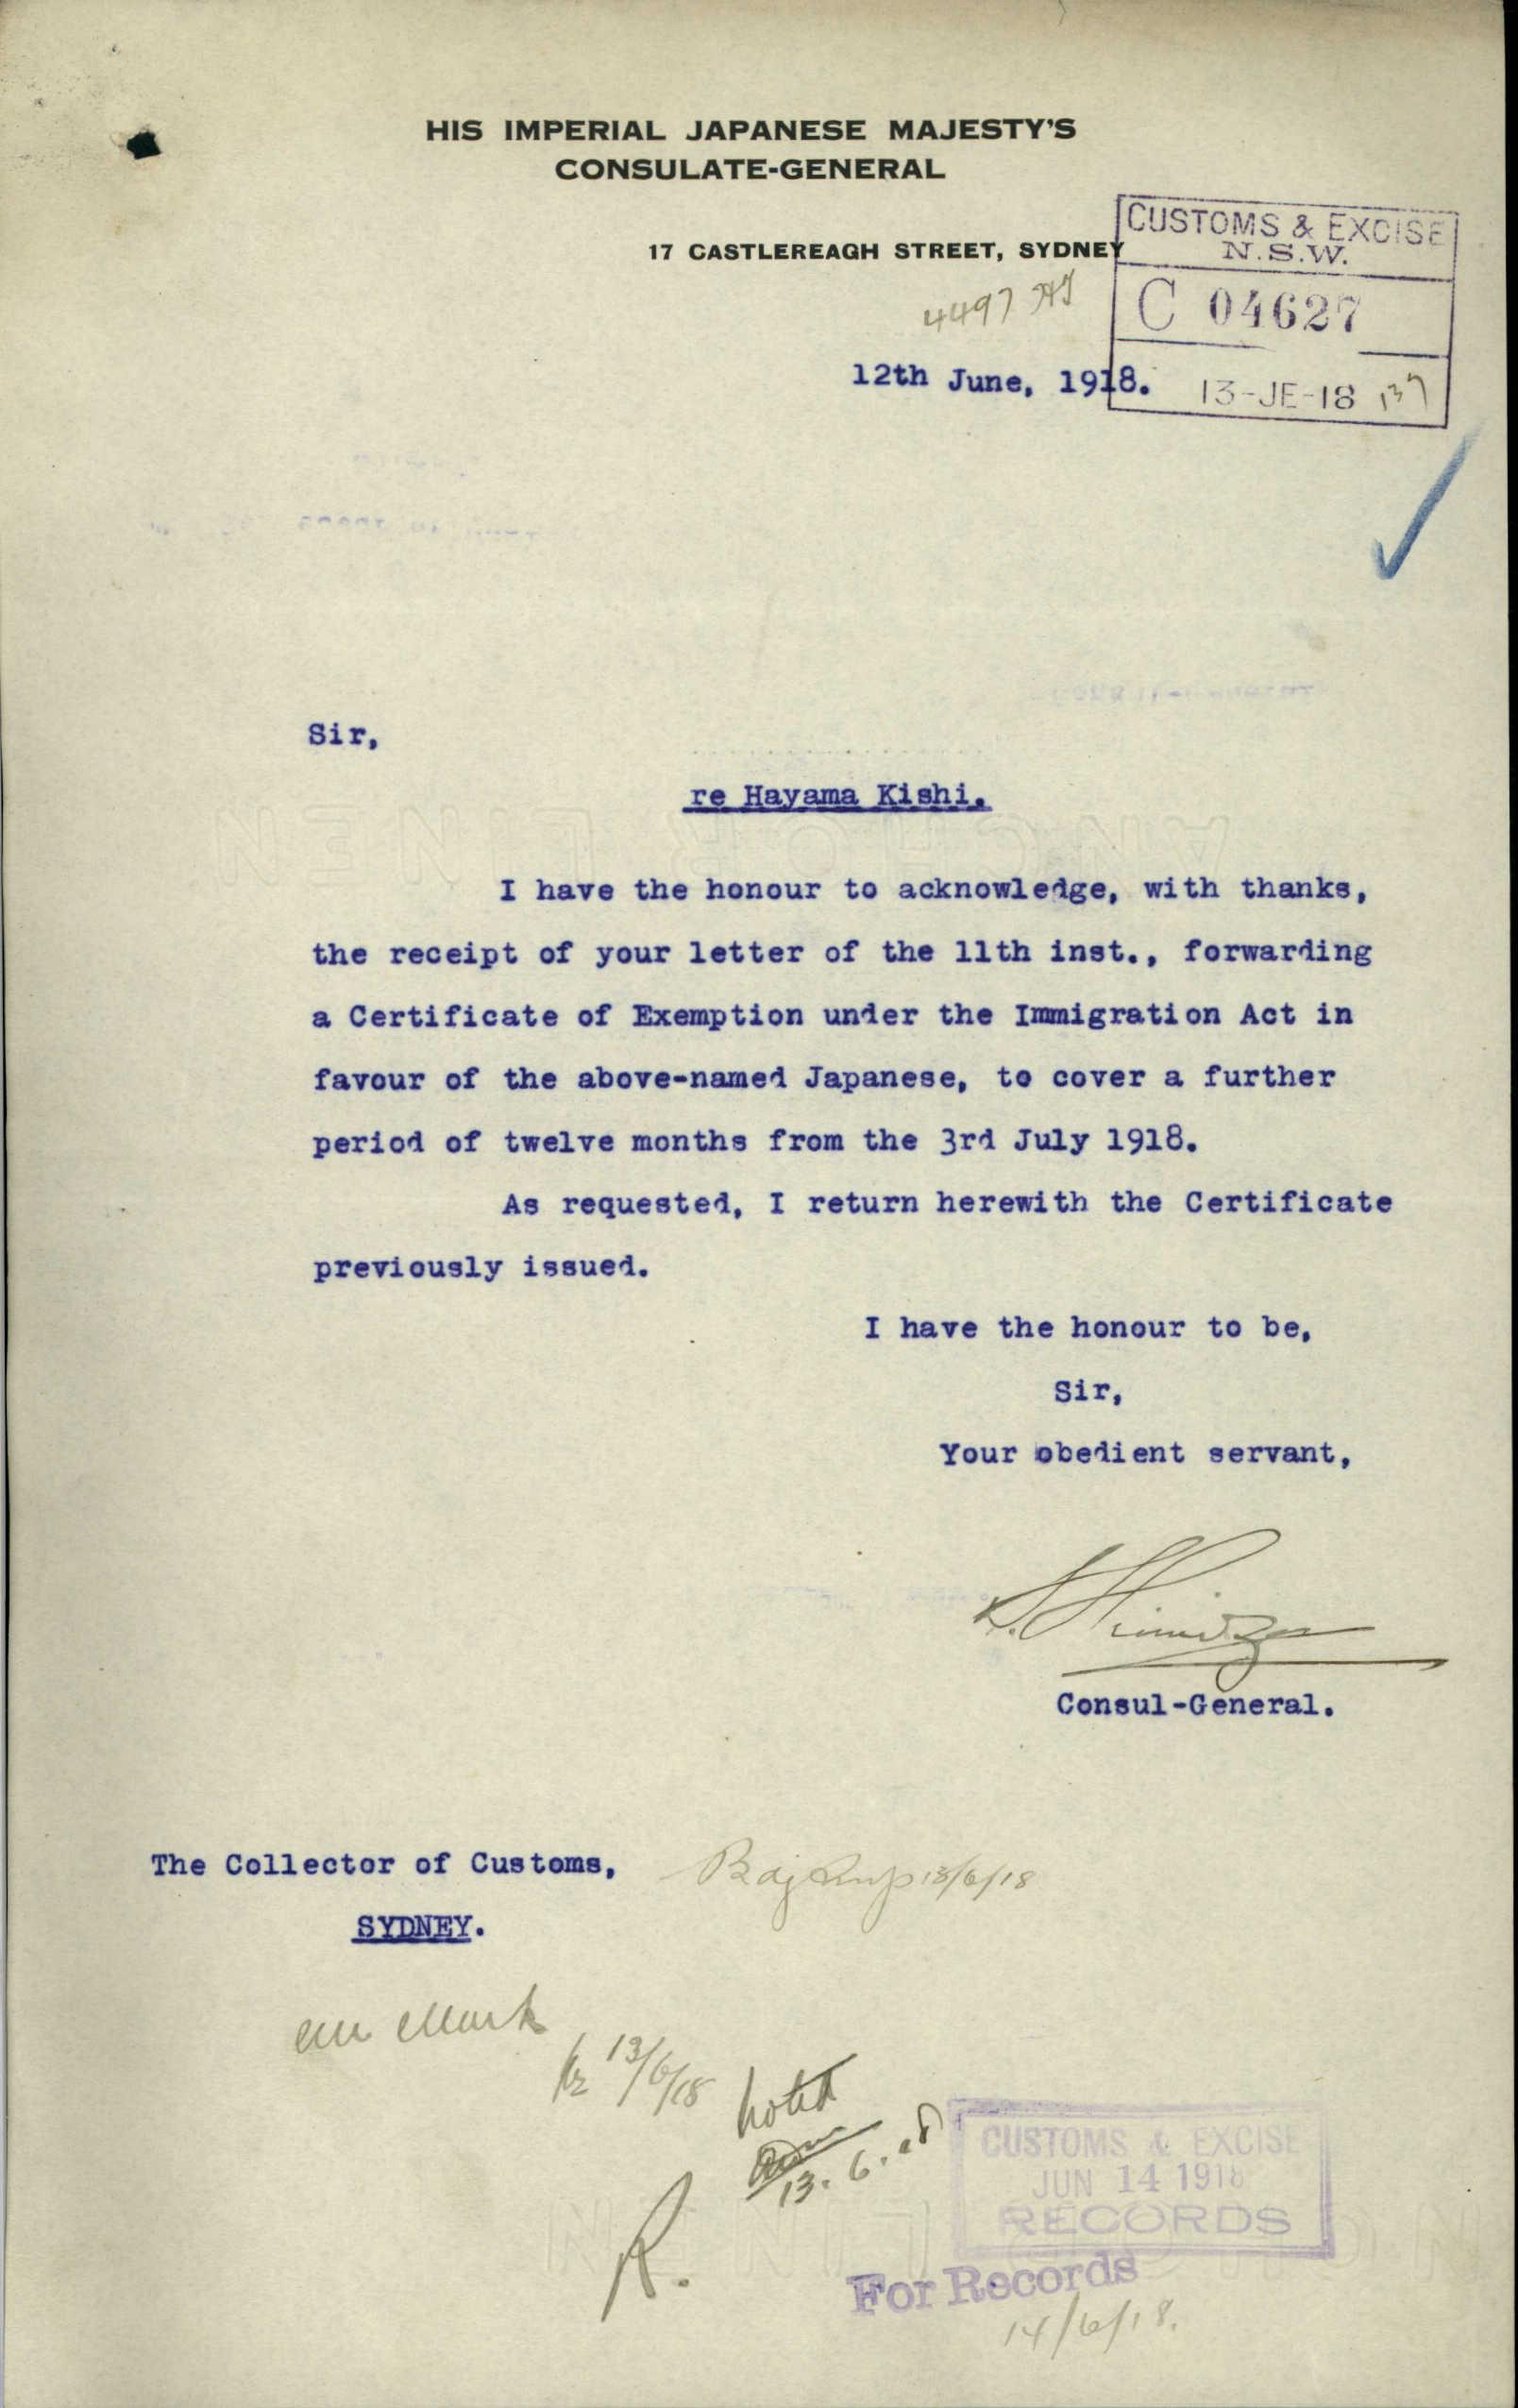 HIS IMPERIAL JAPANESE MAJESTY'S
CONSULATE-GENERAL
17 CASTLEREAGH STREET, SYDNEY
CUSTOMS & EXCISE
N.S.W.
C 04627
13-JE-18
4497
12th June, 1918.
Sir,
re Hayama Kishi.
I have the honour to acknowledge, with thanks,
the receipt of your letter of the 11th inst., forwarding
a Certificate of Exemption under the Immigration Act in
favour of the above-named Japanese, to cover a further
period of twelve months from the 3rd July 1918.
As requested, I return herewith the Certificate
previously issued.
I have the honour to be,
Sir,
Your obedient servant,
Consul-General.
The Collector of Customs,
13/6/18
SYDNEY.
13/6/18
noted
13.6.18
R.
CUSTOMS & EXCISE
JUN 14 1918
RECORDS
For Records
14/6/18.